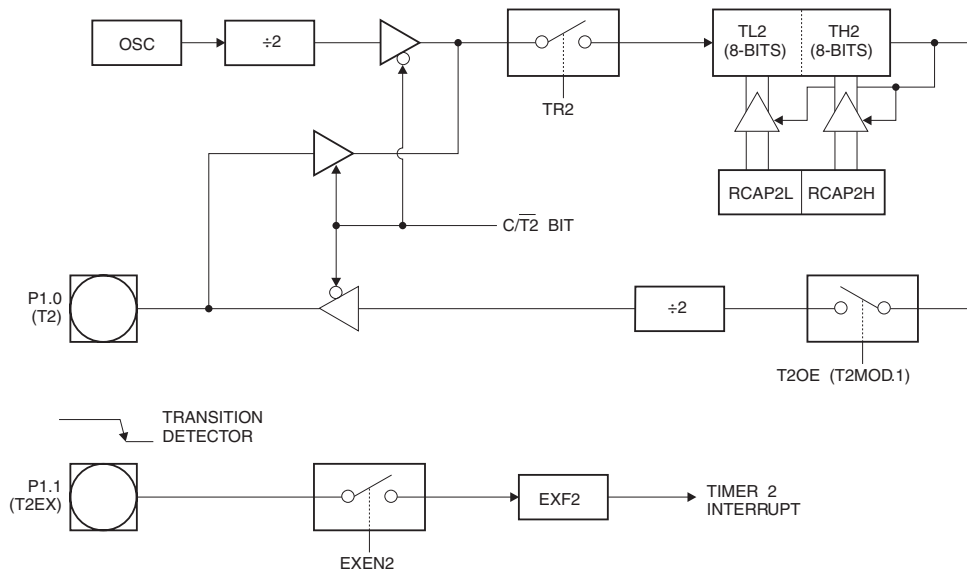 OSC
÷2
TR2
TL2
(8-BITS)
TH2
(8-BITS)
RCAP2L
RCAP2H
C/T̅2̅ BIT
P1.0
(T2)
÷2
T2OE (T2MOD.1)
TRANSITION
DETECTOR
P1.1
(T2EX)
EXEN2
EXF2
TIMER 2
INTERRUPT